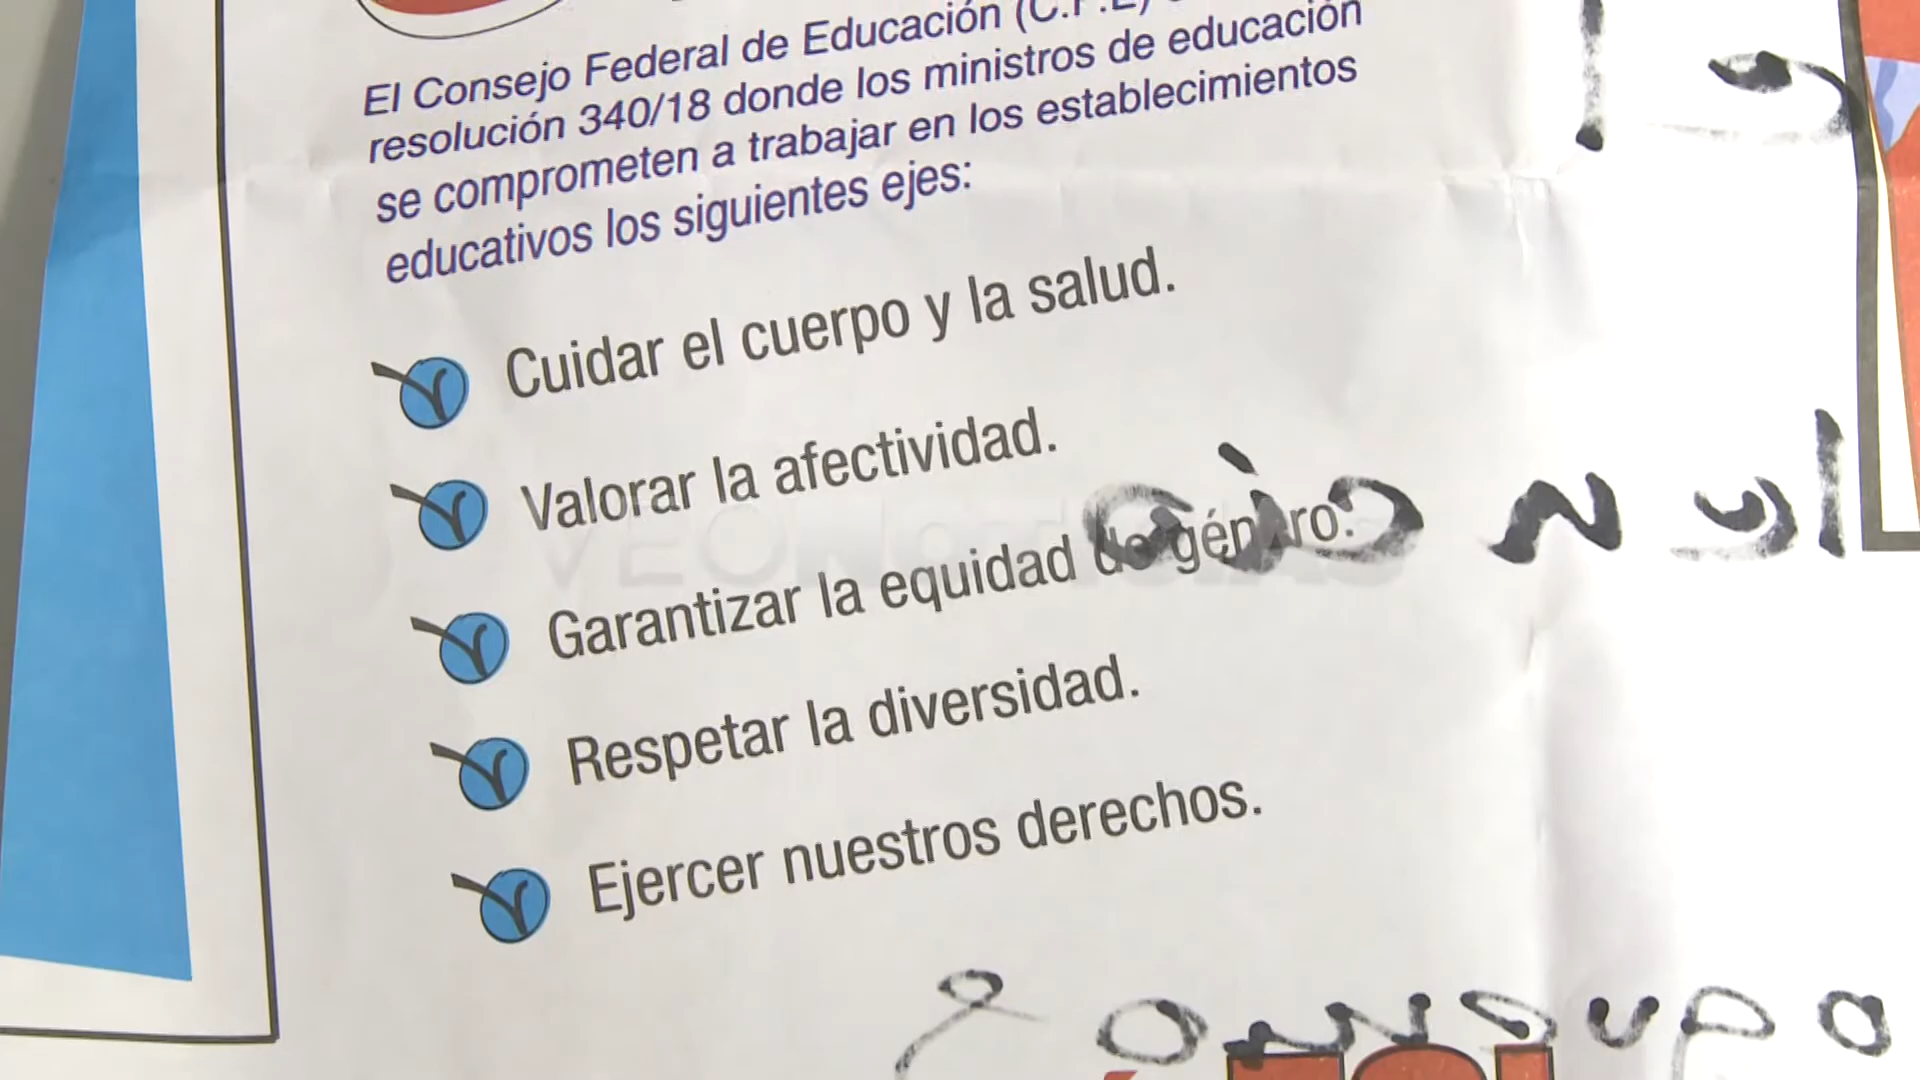 El Consejo Federal de Educación (C.F.E)
resolución 340/18 donde los ministros de educación
se comprometen a trabajar en los establecimientos
educativos los siguientes ejes:
Cuidar el cuerpo y la salud.
Valorar la afectividad.
Garantizar la equidad de género.
Respetar la diversidad.
Ejercer nuestros derechos.